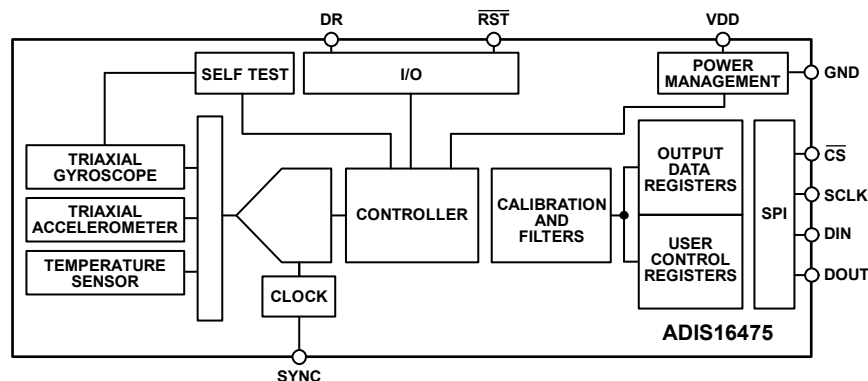 DR
RST
VDD
SELF TEST
I/O
POWER
MANAGEMENT
GND
TRIAXIAL
GYROSCOPE
TRIAXIAL
ACCELEROMETER
TEMPERATURE
SENSOR
CLOCK
SYNC
CONTROLLER
CALIBRATION
AND
FILTERS
OUTPUT
DATA
REGISTERS
USER
CONTROL
REGISTERS
SPI
CS
SCLK
DIN
DOUT
ADIS16475